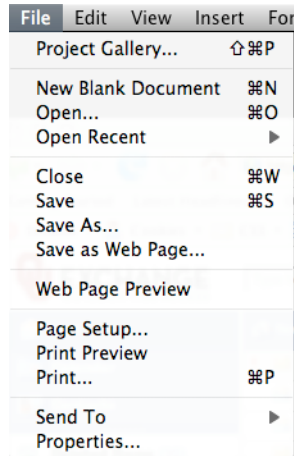 File Edit View Insert For
Project Gallery... ⇧⌘P
New Blank Document ⌘N
Open... ⌘O
Open Recent ▶
Close ⌘W
Save ⌘S
Save As...
Save as Web Page...
Web Page Preview
Page Setup...
Print Preview
Print... ⌘P
Send To ▶
Properties...